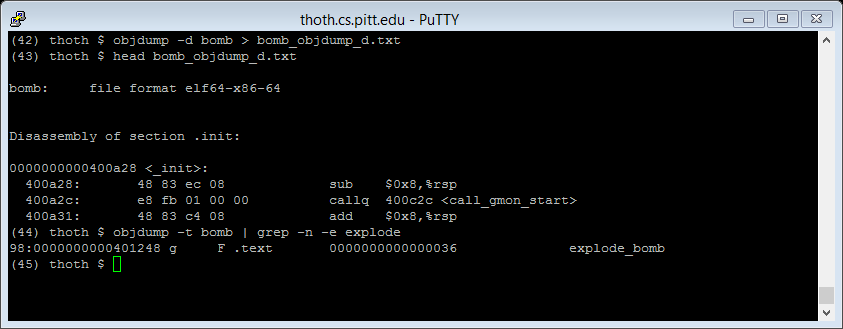 thoth.cs.pitt.edu - PuTTY
(42) thoth $ objdump -d bomb > bomb_objdump_d.txt
(43) thoth $ head bomb_objdump_d.txt
bomb:     file format elf64-x86-64
Disassembly of section .init:
0000000000400a28 <_init>:
  400a28:       48 83 ec 08             sub    $0x8,%rsp
  400a2c:       e8 fb 01 00 00          callq  400c2c <call_gmon_start>
  400a31:       48 83 c4 08             add    $0x8,%rsp
(44) thoth $ objdump -t bomb | grep -n -e explode
98:0000000000401248 g     F .text       0000000000000036              explode_bomb
(45) thoth $